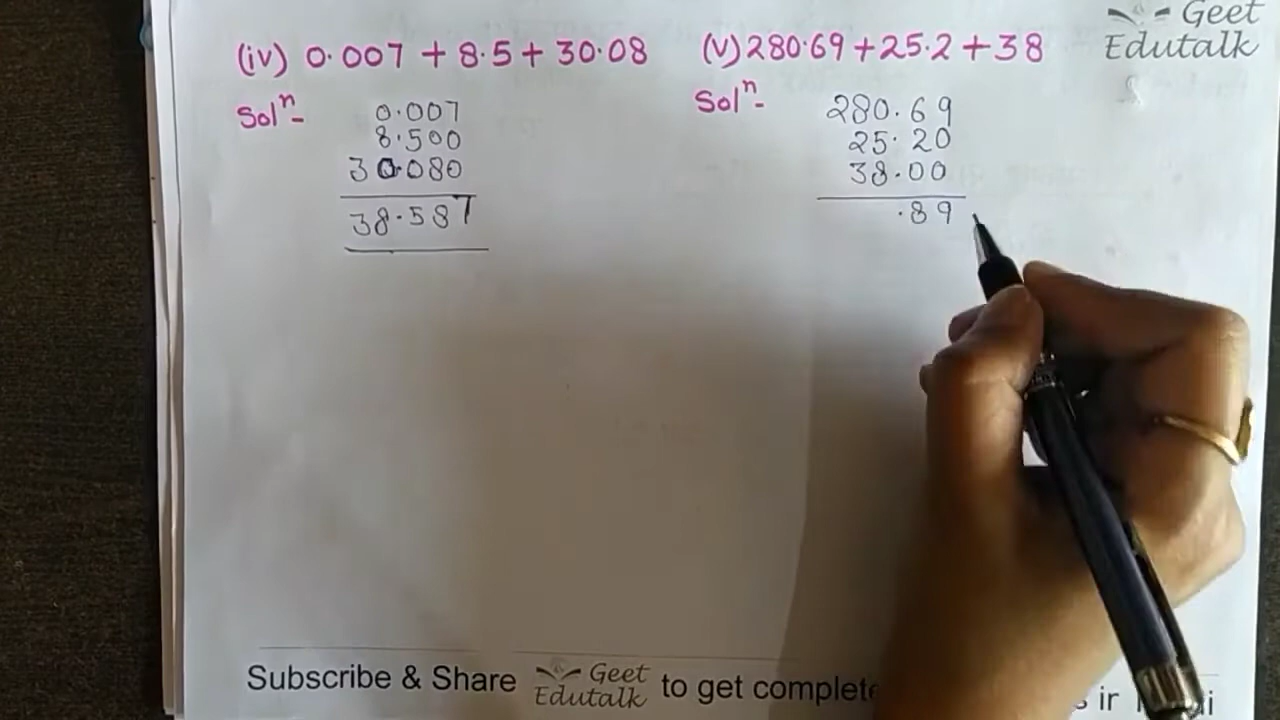 (iv) 0.007 + 8.5 + 30.08
Solⁿ-
0.007
8.500
30.080
38.587
(v) 280.69 + 25.2 + 38
Solⁿ-
280.69
25.20
38.00
.89
Geet
Edutalk
Subscribe & Share Geet Edutalk to get complete